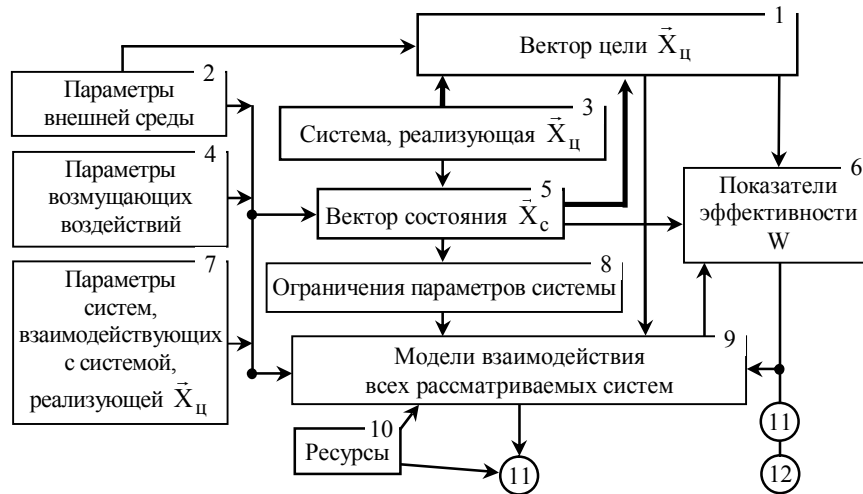 1
Вектор цели X⃗ц
2
Параметры
внешней среды
3
Система, реализующая X⃗ц
4
Параметры
возмущающих
воздействий
5
Вектор состояния X⃗с
6
Показатели
эффективности
W
7
Параметры
систем,
взаимодействующих
с системой,
реализующей X⃗ц
8
Ограничения параметров системы
9
Модели взаимодействия
всех рассматриваемых систем
10
Ресурсы
11
11
12